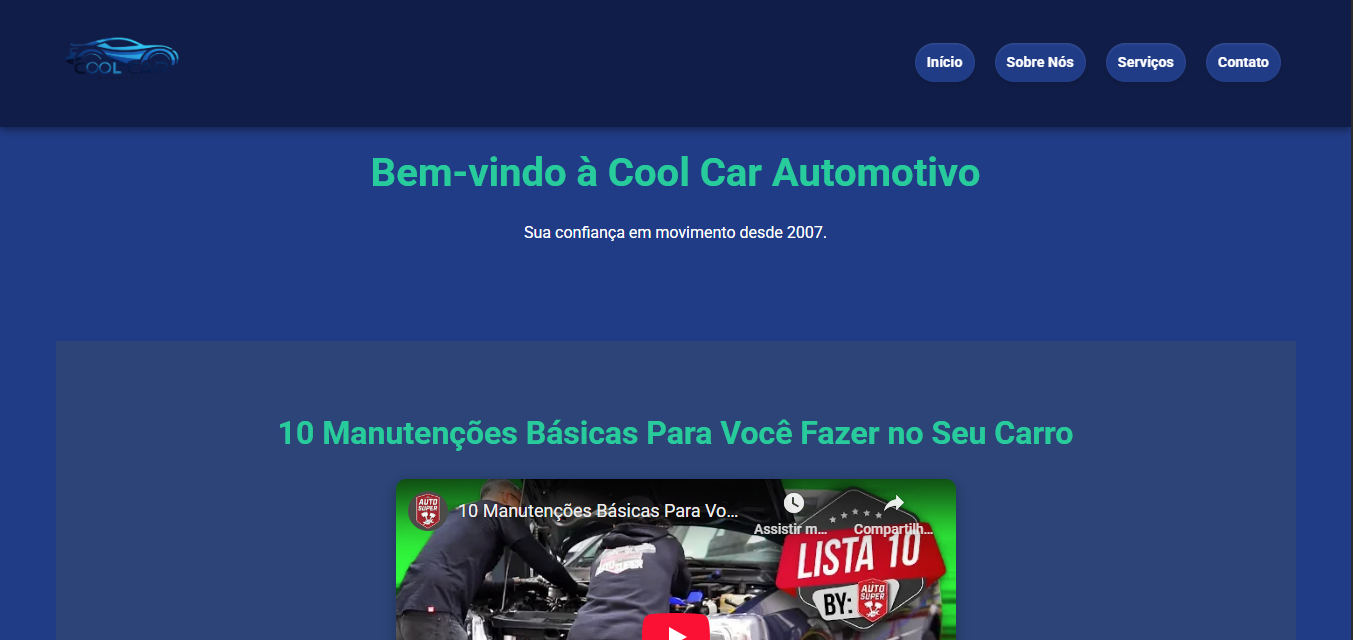 COOL CAR
Início
Sobre Nós
Serviços
Contato
Bem-vindo à Cool Car Automotivo
Sua confiança em movimento desde 2007.
10 Manutenções Básicas Para Você Fazer no Seu Carro
AUTO
SUPER
10 Manutenções Básicas Para Vo...
Assistir m...
Compartilh...
LISTA 10
BY:
AUTO
SUPER